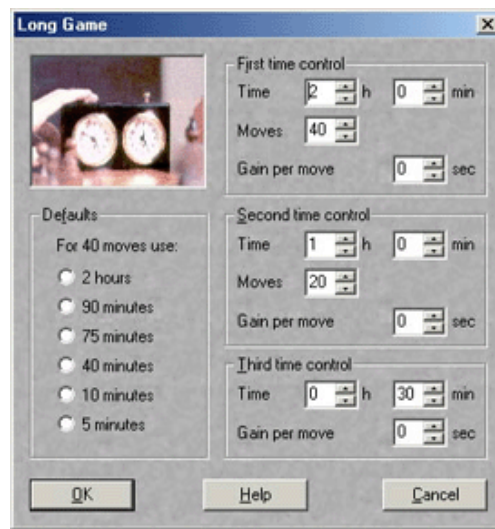 Long Game
First time control
Time 2 h 0 min
Moves 40
Gain per move 0 sec
Defaults
For 40 moves use:
2 hours
90 minutes
75 minutes
40 minutes
10 minutes
5 minutes
Second time control
Time 1 h 0 min
Moves 20
Gain per move 0 sec
Third time control
Time 0 h 30 min
Gain per move 0 sec
OK Help Cancel